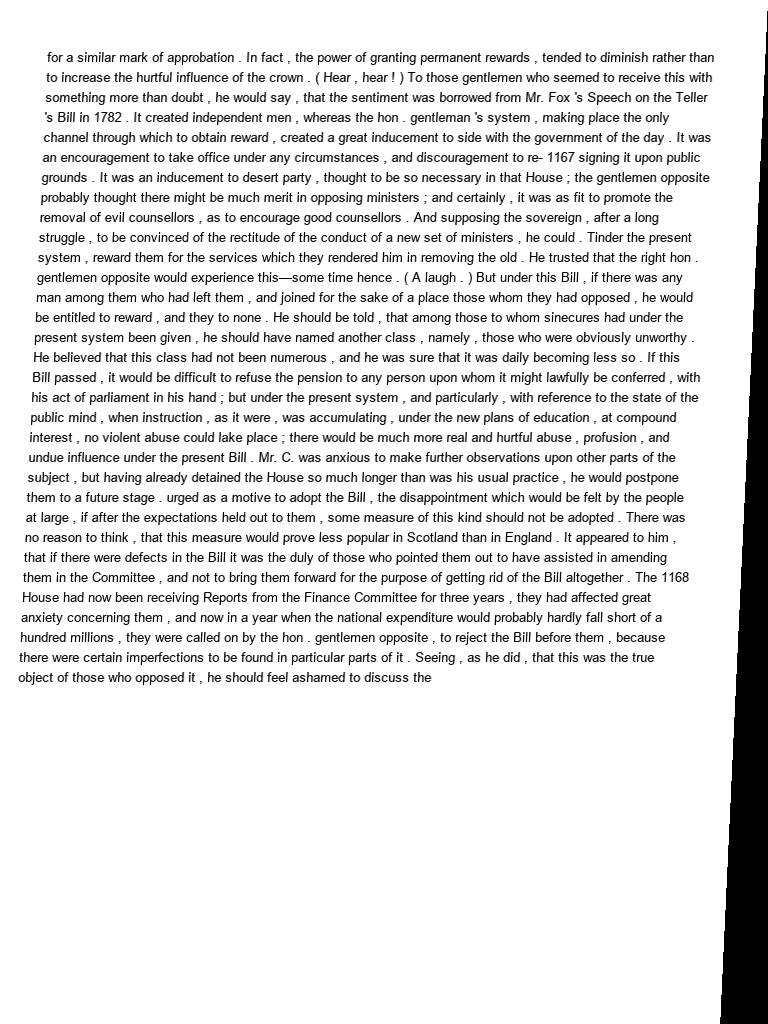 for a similar mark of approbation . In fact , the power of granting permanent rewards , tended to diminish rather than
to increase the hurtful influence of the crown . ( Hear , hear ! ) To those gentlemen who seemed to receive this with
something more than doubt , he would say , that the sentiment was borrowed from Mr. Fox 's Speech on the Teller
's Bill in 1782 . It created independent men , whereas the hon . gentleman 's system , making place the only
channel through which to obtain reward , created a great inducement to side with the government of the day . It was
an encouragement to take office under any circumstances , and discouragement to re- 1167 signing it upon public
grounds . It was an inducement to desert party , thought to be so necessary in that House ; the gentlemen opposite
probably thought there might be much merit in opposing ministers ; and certainly , it was as fit to promote the
removal of evil counsellors , as to encourage good counsellors . And supposing the sovereign , after a long
struggle , to be convinced of the rectitude of the conduct of a new set of ministers , he could . Tinder the present
system , reward them for the services which they rendered him in removing the old . He trusted that the right hon .
gentlemen opposite would experience this—some time hence . ( A laugh . ) But under this Bill , if there was any
man among them who had left them , and joined for the sake of a place those whom they had opposed , he would
be entitled to reward , and they to none . He should be told , that among those to whom sinecures had under the
present system been given , he should have named another class , namely , those who were obviously unworthy .
He believed that this class had not been numerous , and he was sure that it was daily becoming less so . If this
Bill passed , it would be difficult to refuse the pension to any person upon whom it might lawfully be conferred , with
his act of parliament in his hand ; but under the present system , and particularly , with reference to the state of the
public mind , when instruction , as it were , was accumulating , under the new plans of education , at compound
interest , no violent abuse could lake place ; there would be much more real and hurtful abuse , profusion , and
undue influence under the present Bill . Mr. C. was anxious to make further observations upon other parts of the
subject , but having already detained the House so much longer than was his usual practice , he would postpone
them to a future stage . urged as a motive to adopt the Bill , the disappointment which would be felt by the people
at large , if after the expectations held out to them , some measure of this kind should not be adopted . There was
no reason to think , that this measure would prove less popular in Scotland than in England . It appeared to him ,
that if there were defects in the Bill it was the duly of those who pointed them out to have assisted in amending
them in the Committee , and not to bring them forward for the purpose of getting rid of the Bill altogether . The 1168
House had now been receiving Reports from the Finance Committee for three years , they had affected great
anxiety concerning them , and now in a year when the national expenditure would probably hardly fall short of a
hundred millions , they were called on by the hon . gentlemen opposite , to reject the Bill before them , because
there were certain imperfections to be found in particular parts of it . Seeing , as he did , that this was the true
object of those who opposed it , he should feel ashamed to discuss the